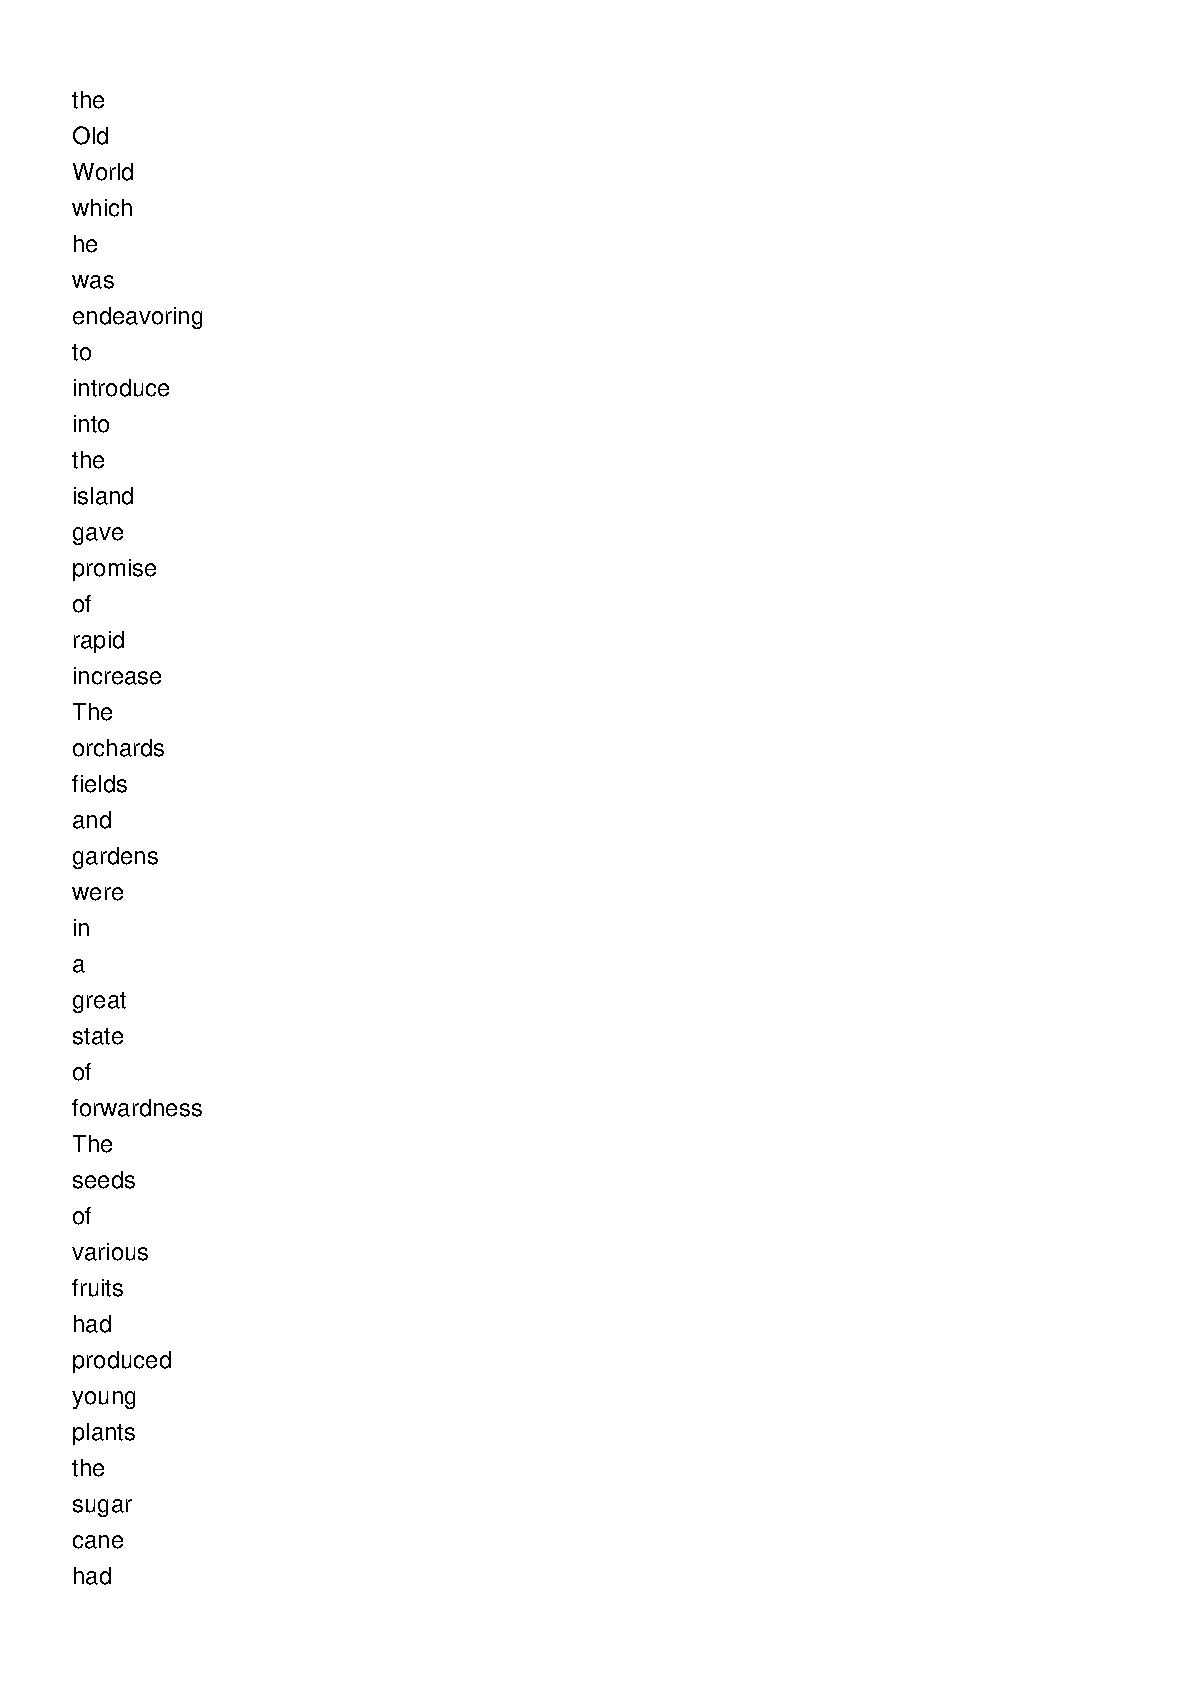 the
Old
World
which
he
was
endeavoring
to
introduce
into
the
island
gave
promise
of
rapid
increase
The
orchards
fields
and
gardens
were
in
a
great
state
of
forwardness
The
seeds
of
various
fruits
had
produced
young
plants
the
sugar
cane
had